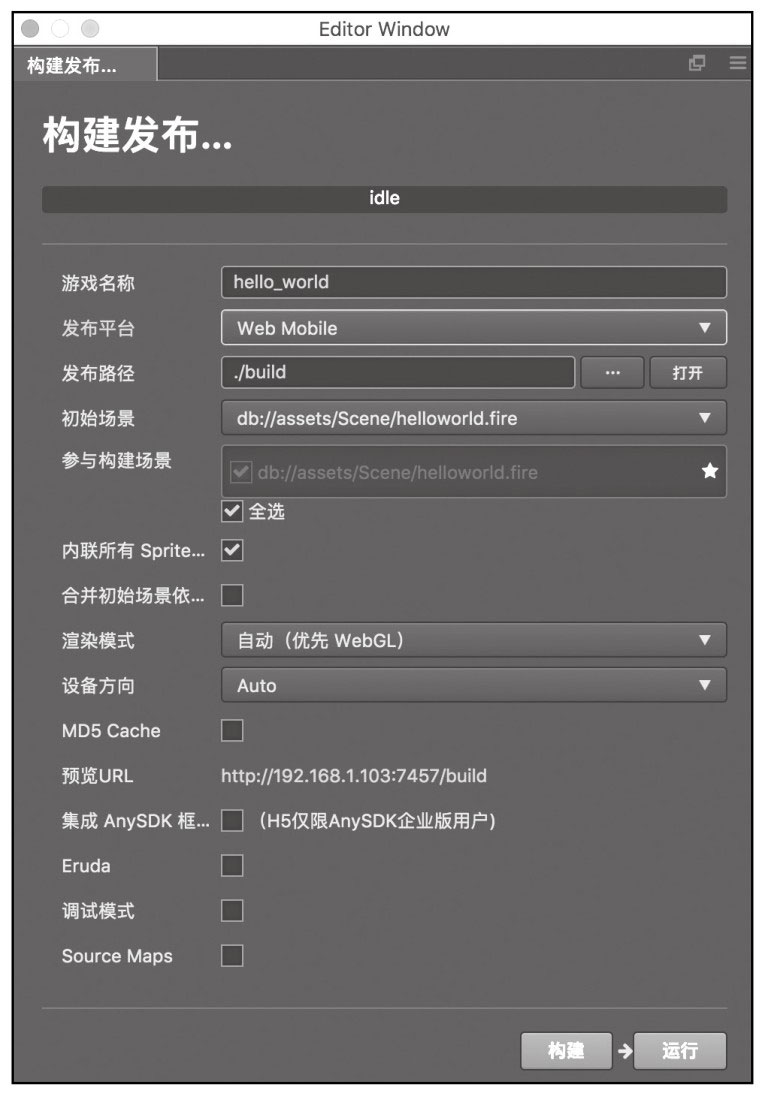 Editor Window
构建发布...
构建发布...
idle
游戏名称 hello_world
发布平台 Web Mobile
发布路径 ./build ... 打开
初始场景 db://assets/Scene/helloworld.fire
参与构建场景 db://assets/Scene/helloworld.fire
全选
内联所有 Sprite...
合并初始场景依...
渲染模式 自动（优先 WebGL）
设备方向 Auto
MD5 Cache
预览URL http://192.168.1.103:7457/build
集成 AnySDK 框... （H5仅限AnySDK企业版用户)
Eruda
调试模式
Source Maps
构建 运行